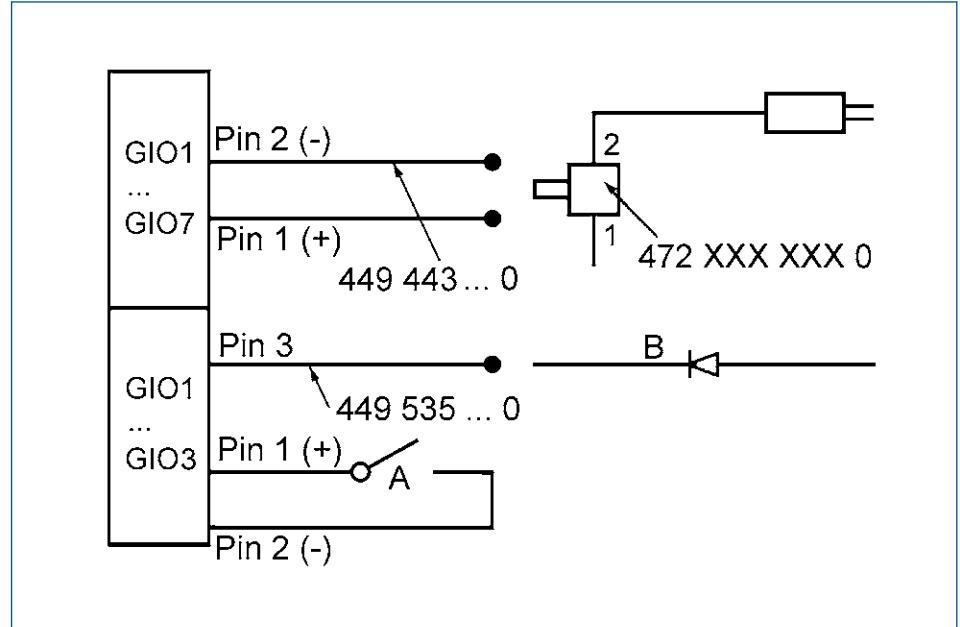 GIO1
...
GIO7
Pin 2 (-)
Pin 1 (+)
449 443 ... 0
2
1
472 XXX XXX 0
GIO1
...
GIO3
Pin 3
449 535 ... 0
Pin 1 (+)
A
Pin 2 (-)
B